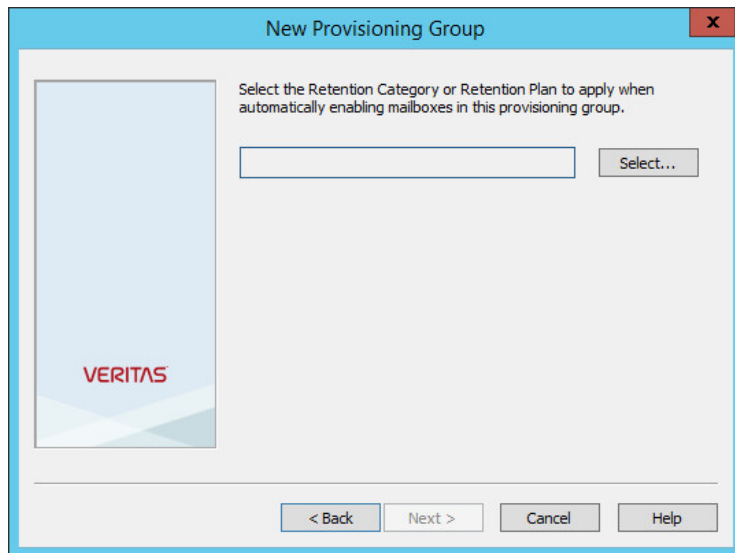 New Provisioning Group
x
Select the Retention Category or Retention Plan to apply when
automatically enabling mailboxes in this provisioning group.
Select...
VERITAS
< Back
Next >
Cancel
Help